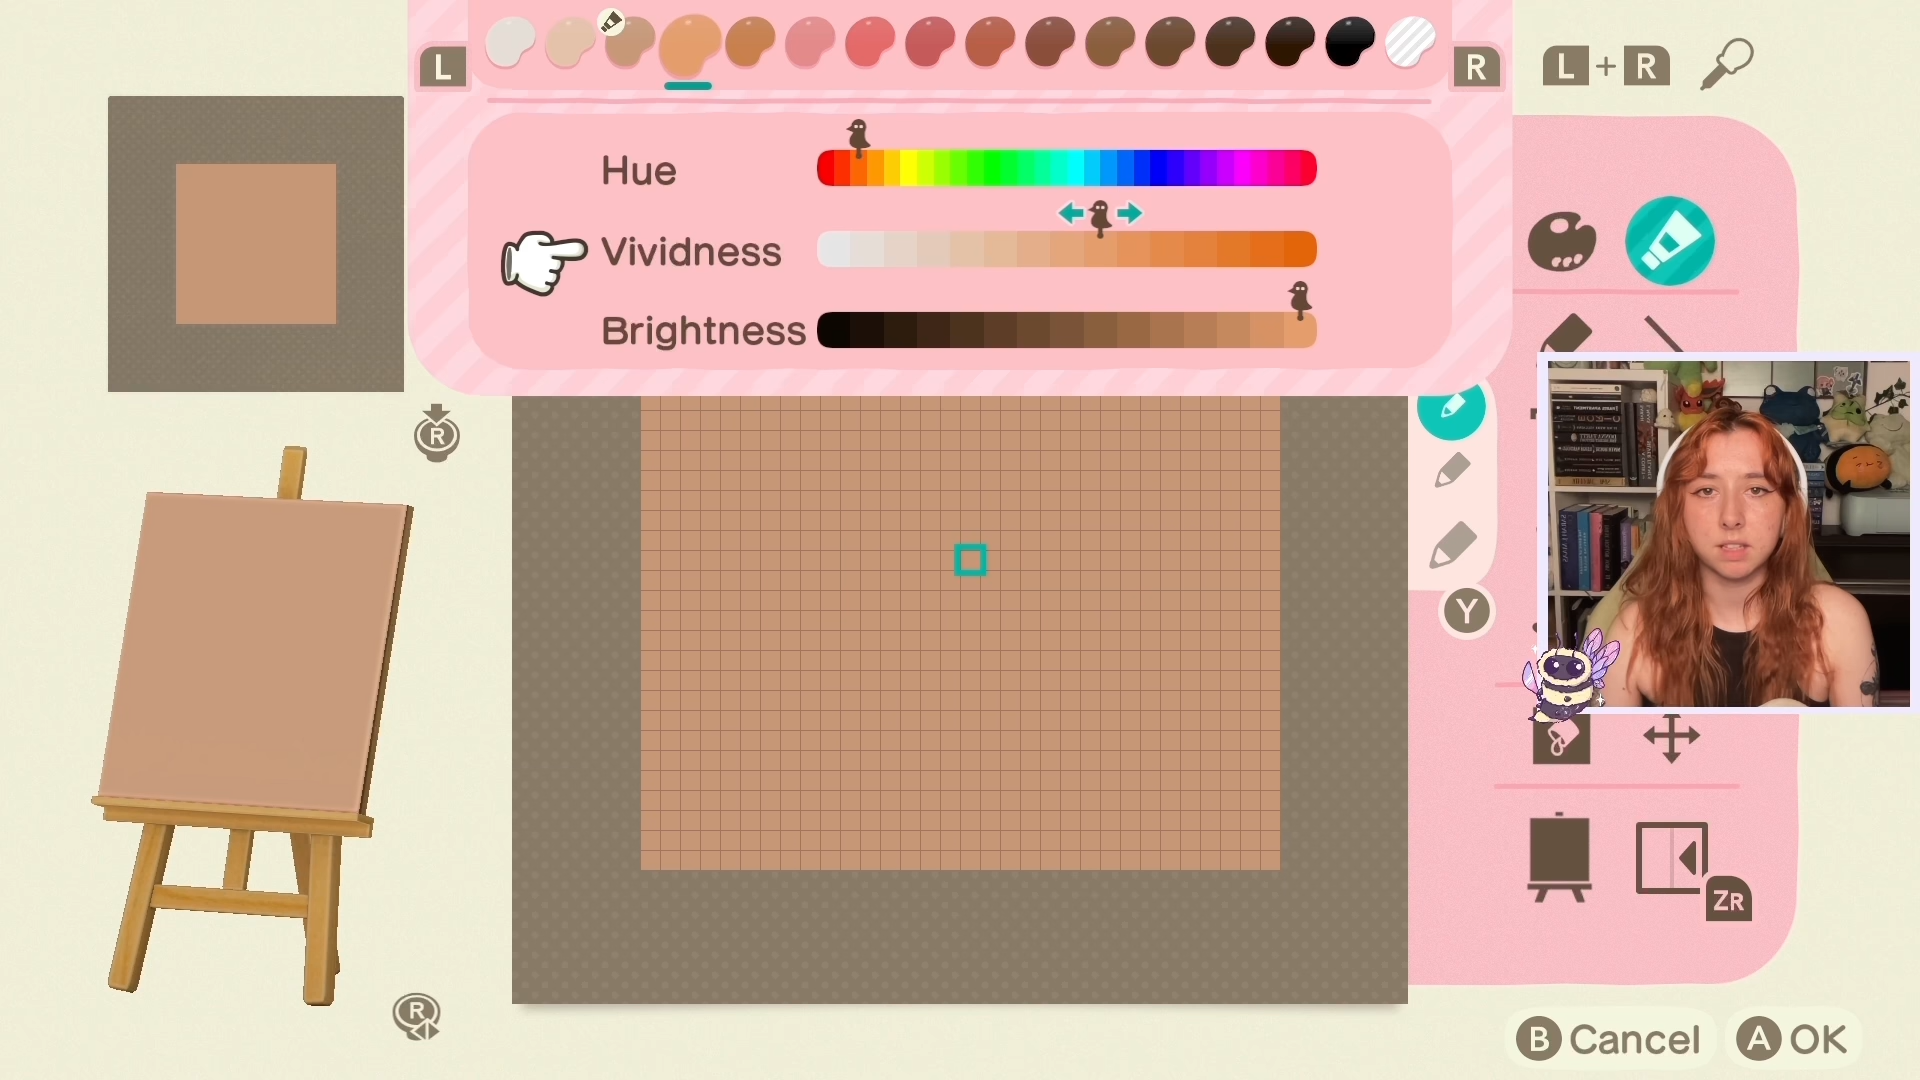 L
R
L + R
Hue
Vividness
Brightness
R
Y
ZR
R
B Cancel
A OK